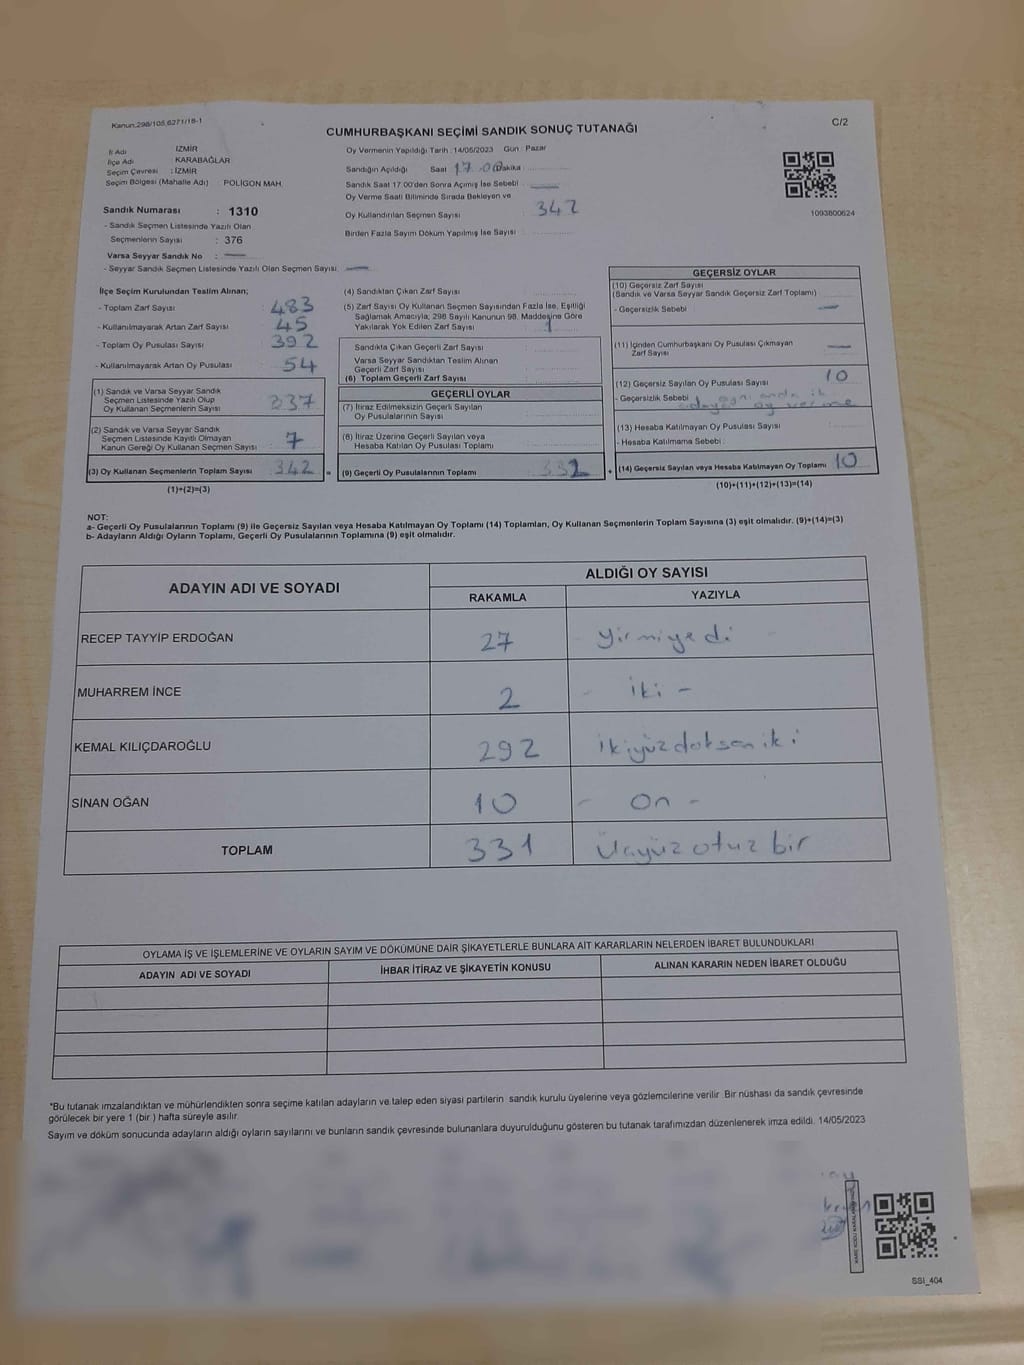 Kanun:298/105,6271/18-1
C/2
CUMHURBAŞKANI SEÇİMİ SANDIK SONUÇ TUTANAĞI
İl Adı İZMİR
İlçe Adı : KARABAĞLAR
Seçim Çevresi : İZMİR
Seçim Bölgesi (Mahalle Adı) : POLİGON MAH.
Sandık Numarası : 1310
- Sandık Seçmen Listesinde Yazılı Olan
Seçmenlerin Sayısı : 376
Varsa Seyyar Sandık No : —
- Seyyar Sandık Seçmen Listesinde Yazılı Olan Seçmen Sayısı: —
Oy Vermenin Yapıldığı Tarih : 14/05/2023 Gün : Pazar
Sandığın Açıldığı Saat 17:00 Dakika
Sandık Saat 17.00'den Sonra Açılmış İse Sebebi : —
Oy Verme Saati Bitiminde Sırada Bekleyen ve
Oy Kullandırılan Seçmen Sayısı : 342
Birden Fazla Sayım Döküm Yapılmış İse Sayısı :
1093800624
İlçe Seçim Kurulundan Teslim Alınan;
- Toplam Zarf Sayısı : 483
- Kullanılmayarak Artan Zarf Sayısı : 45
- Toplam Oy Pusulası Sayısı : 392
- Kullanılmayarak Artan Oy Pusulası : 54
(1) Sandık ve Varsa Seyyar Sandık
Seçmen Listesinde Yazılı Olup
Oy Kullanan Seçmenlerin Sayısı : 337
(2) Sandık ve Varsa Seyyar Sandık
Seçmen Listesinde Kayıtlı Olmayan
Kanun Gereği Oy Kullanan Seçmen Sayısı : 7
(3) Oy Kullanan Seçmenlerin Toplam Sayısı : 342
(1)+(2)=(3)
(4) Sandıktan Çıkan Zarf Sayısı :
(5) Zarf Sayısı Oy Kullanan Seçmen Sayısından Fazla İse, Eşitliği
Sağlamak Amacıyla; 298 Sayılı Kanunun 98. Maddesine Göre
Yakılarak Yok Edilen Zarf Sayısı : 1
Sandıkta Çıkan Geçerli Zarf Sayısı :
Varsa Seyyar Sandıktan Teslim Alınan
Geçerli Zarf Sayısı :
(6) Toplam Geçerli Zarf Sayısı :
GEÇERLİ OYLAR
(7) İtiraz Edilmeksizin Geçerli Sayılan
Oy Pusulalarının Sayısı :
(8) İtiraz Üzerine Geçerli Sayılan veya
Hesaba Katılan Oy Pusulası Toplamı :
(9) Geçerli Oy Pusulalarının Toplamı : 332
GEÇERSİZ OYLAR
(10) Geçersiz Zarf Sayısı
(Sandık ve Varsa Seyyar Sandık Geçersiz Zarf Toplamı)
- Geçersizlik Sebebi : —
(11) İçinden Cumhurbaşkanı Oy Pusulası Çıkmayan
Zarf Sayısı : —
(12) Geçersiz Sayılan Oy Pusulası Sayısı : 10
- Geçersizlik Sebebi : aynı anda iki
adaya oy verme
(13) Hesaba Katılmayan Oy Pusulası Sayısı :
- Hesaba Katılmama Sebebi :
(14) Geçersiz Sayılan veya Hesaba Katılmayan Oy Toplamı : 10
(10)+(11)+(12)+(13)=(14)
NOT:
a- Geçerli Oy Pusulalarının Toplamı (9) ile Geçersiz Sayılan veya Hesaba Katılmayan Oy Toplamı (14) Toplamları, Oy Kullanan Seçmenlerin Toplam Sayısına (3) eşit olmalıdır. (9)+(14)=(3)
b- Adayların Aldığı Oyların Toplamı, Geçerli Oy Pusulalarının Toplamına (9) eşit olmalıdır.
ADAYIN ADI VE SOYADI
ALDIĞI OY SAYISI
RAKAMLA YAZIYLA
RECEP TAYYİP ERDOĞAN 27 yirmiyedi
MUHARREM İNCE 2 - iki -
KEMAL KILIÇDAROĞLU 292 ikiyüzdoksaniki
SİNAN OĞAN 10 - On -
TOPLAM 331 Üçyüzotuz bir
OYLAMA İŞ VE İŞLEMLERİNE VE OYLARIN SAYIM VE DÖKÜMÜNE DAİR ŞİKAYETLERLE BUNLARA AİT KARARLARIN NELERDEN İBARET BULUNDUKLARI
ADAYIN ADI VE SOYADI İHBAR İTİRAZ VE ŞİKAYETİN KONUSU ALINAN KARARIN NEDEN İBARET OLDUĞU
*Bu tutanak imzalandıktan ve mühürlendikten sonra seçime katılan adayların ve talep eden siyasi partilerin sandık kurulu üyelerine veya gözlemcilerine verilir. Bir nüshası da sandık çevresinde
görülecek bir yere 1 (bir ) hafta süreyle asılır.
Sayım ve döküm sonucunda adayların aldığı oyların sayılarını ve bunların sandık çevresinde bulunanlara duyurulduğunu gösteren bu tutanak tarafımızdan düzenlenerek imza edildi. 14/05/2023
SSİ_404